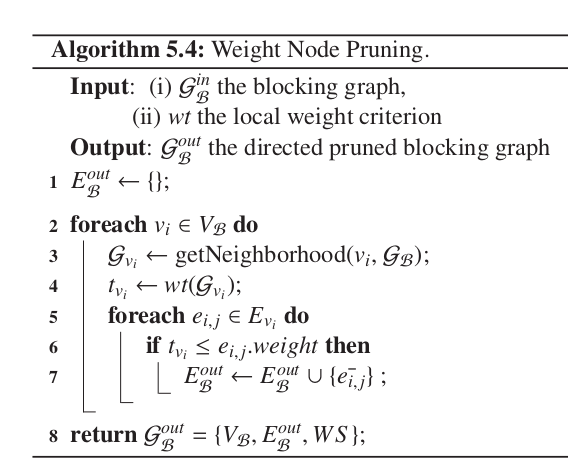 Algorithm 5.4: Weight Node Pruning.
Input: (i) 𝒢_ℬ^in the blocking graph,
(ii) wt the local weight criterion
Output: 𝒢_ℬ^out the directed pruned blocking graph
1 E_ℬ^out ← {};
2 foreach v_i ∈ V_ℬ do
3 𝒢_{v_i} ← getNeighborhood(v_i, 𝒢_ℬ);
4 t_{v_i} ← wt(𝒢_{v_i});
5 foreach e_{i,j} ∈ E_{v_i} do
6 if t_{v_i} ≤ e_{i,j}.weight then
7 E_ℬ^out ← E_ℬ^out ∪ {e_{i,j}^-} ;
8 return 𝒢_ℬ^out = {V_ℬ, E_ℬ^out, WS};